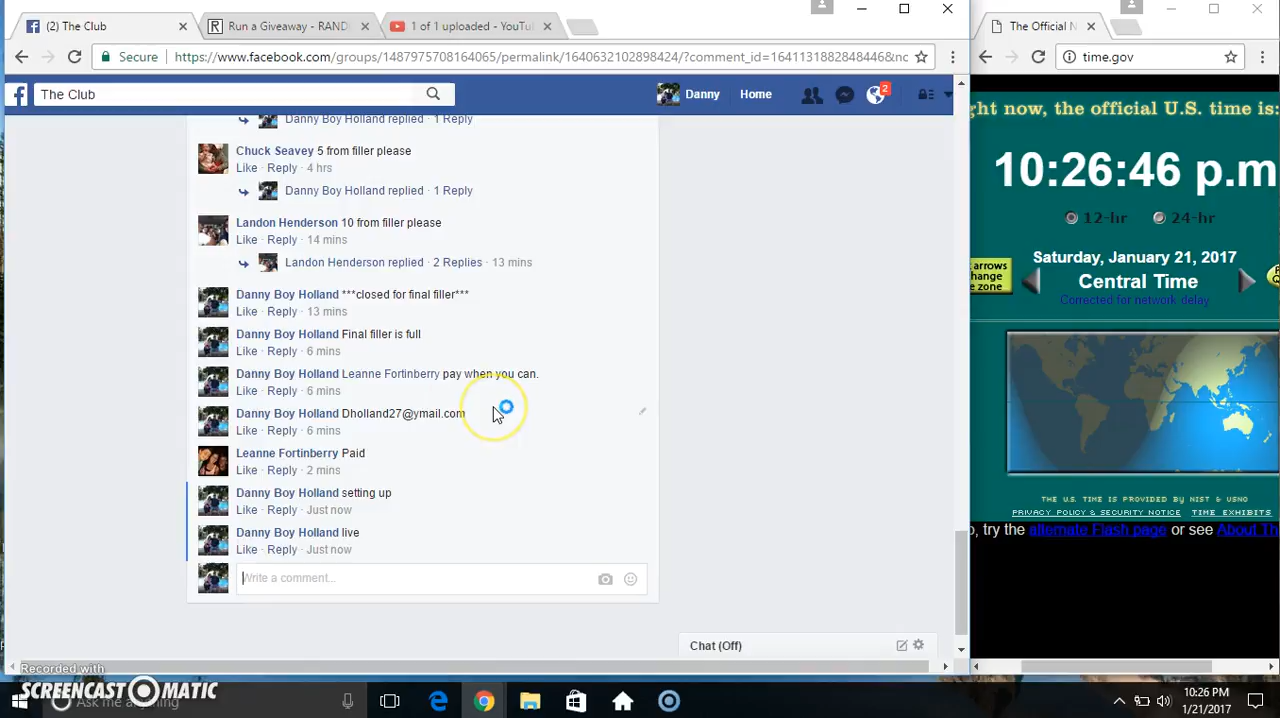 (2) The Club
Run a Giveaway - RAND
1 of 1 uploaded - YouTu
The Official N
Secure
https://www.facebook.com/groups/1487975708164065/permalink/1640632102898424/?comment_id=1641131882848446&nc
time.gov
The Club
Danny
Home
2
Danny Boy Holland replied · 1 Reply
Chuck Seavey 5 from filler please
Like · Reply · 4 hrs
Danny Boy Holland replied · 1 Reply
Landon Henderson 10 from filler please
Like · Reply · 14 mins
Landon Henderson replied · 2 Replies · 13 mins
Danny Boy Holland ***closed for final filler***
Like · Reply · 13 mins
Danny Boy Holland Final filler is full
Like · Reply · 6 mins
Danny Boy Holland Leanne Fortinberry pay when you can.
Like · Reply · 6 mins
Danny Boy Holland Dholland27@ymail.com
Like · Reply · 6 mins
Leanne Fortinberry Paid
Like · Reply · 2 mins
Danny Boy Holland setting up
Like · Reply · Just now
Danny Boy Holland live
Like · Reply · Just now
Write a comment...
Chat (Off)
ght now, the official U.S. time is:
10:26:46 p.m
12-hr
24-hr
Saturday, January 21, 2017
Central Time
Corrected for network delay
e arrows
hange
e zone
THE U.S. TIME IS PROVIDED BY NIST & USNO
PRIVACY POLICY & SECURITY NOTICE TIME EXHIBITS
o, try the alternate Flash page or see About Th
Recorded with
SCREENCAST-O-MATIC
Ask me anything
10:26 PM
1/21/2017